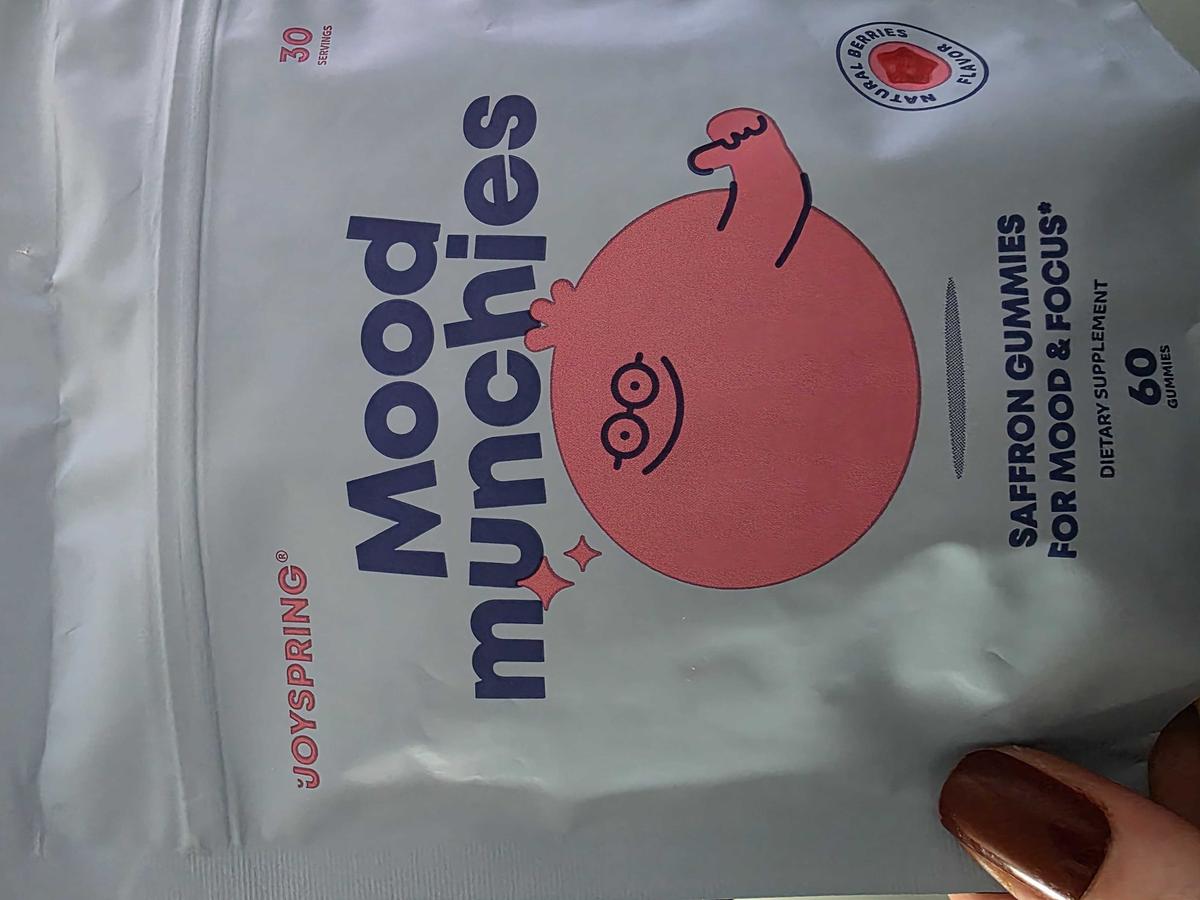 JOYSPRING®
30
SERVINGS
Mood
munchies
NATURAL BERRIES
FLAVOR
SAFFRON GUMMIES
FOR MOOD & FOCUS*
DIETARY SUPPLEMENT
60
GUMMIES